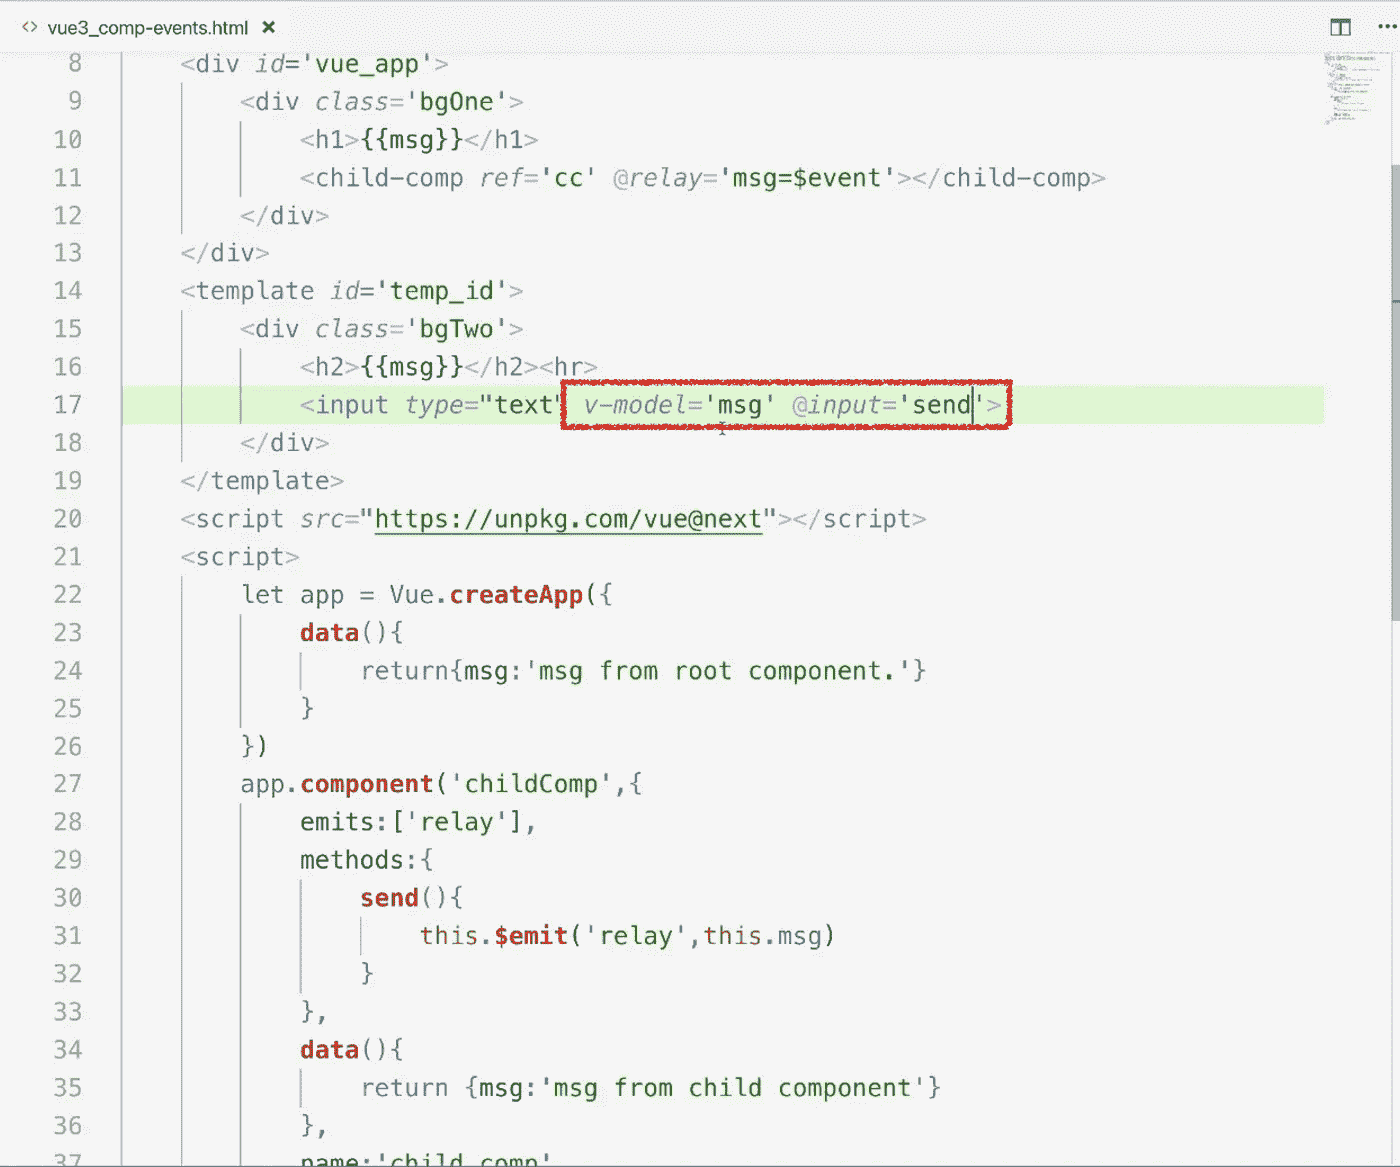 <> vue3_comp-events.html ×
8 <div id='vue_app'>
9 <div class='bgOne'>
10 <h1>{{msg}}</h1>
11 <child-comp ref='cc' @relay='msg=$event'></child-comp>
12 </div>
13 </div>
14 <template id='temp_id'>
15 <div class='bgTwo'>
16 <h2>{{msg}}</h2><hr>
17 <input type="text" v-model='msg' @input='send'>
18 </div>
19 </template>
20 <script src="https://unpkg.com/vue@next"></script>
21 <script>
22 let app = Vue.createApp({
23 data(){
24 return{msg:'msg from root component.'}
25 }
26 })
27 app.component('childComp',{
28 emits:['relay'],
29 methods:{
30 send(){
31 this.$emit('relay',this.msg)
32 }
33 },
34 data(){
35 return {msg:'msg from child component'}
36 },
37 name:'child_comp'